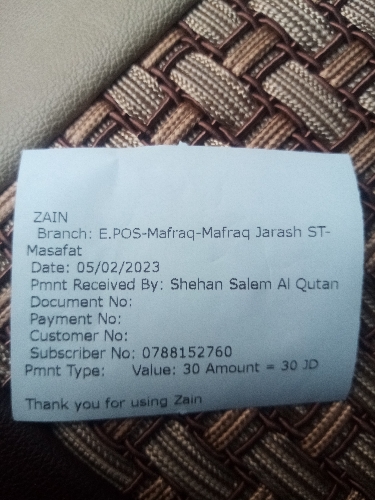 ZAIN
Branch: E.POS-Mafraq-Mafraq Jarash ST-
Masafat
Date: 05/02/2023
Pmnt Received By: Shehan Salem Al Qutan
Document No:
Payment No:
Customer No:
Subscriber No: 0788152760
Pmnt Type: Value: 30 Amount = 30 JD
Thank you for using Zain